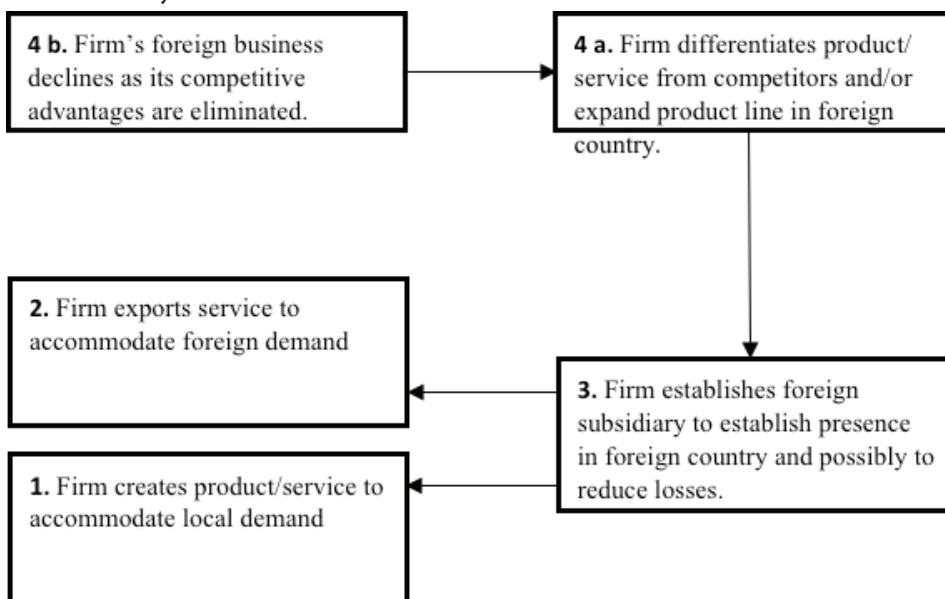 4 b. Firm's foreign business
declines as its competitive
advantages are eliminated.
4 a. Firm differentiates product/
service from competitors and/or
expand product line in foreign
country.
2. Firm exports service to
accommodate foreign demand
3. Firm establishes foreign
subsidiary to establish presence
in foreign country and possibly to
reduce losses.
1. Firm creates product/service to
accommodate local demand